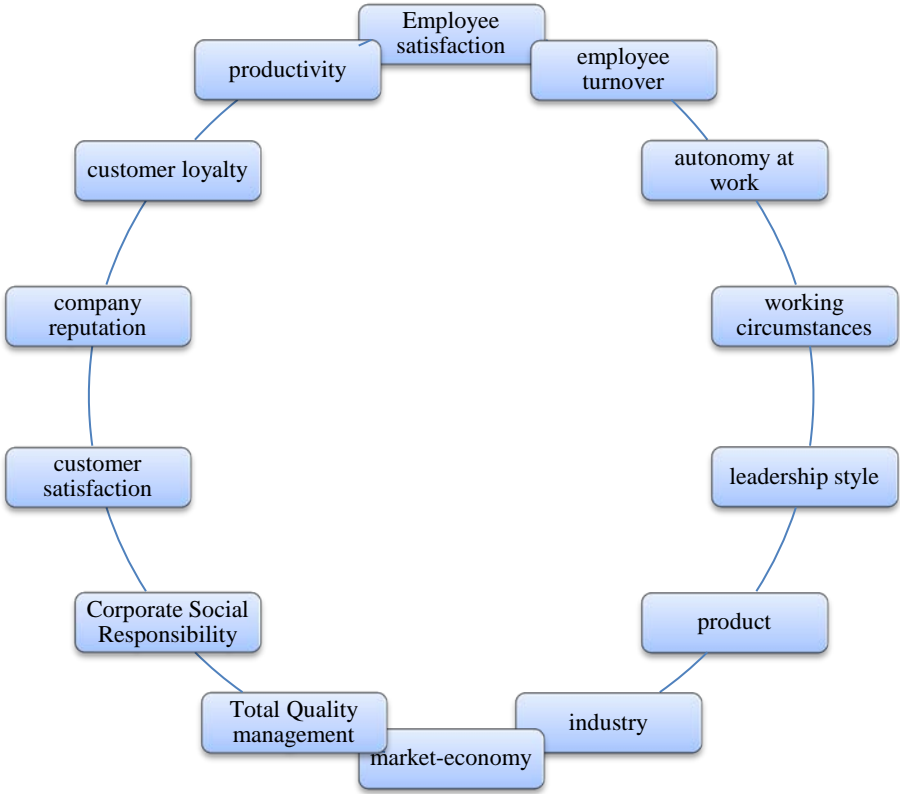 Employee
satisfaction
employee
turnover
autonomy at
work
working
circumstances
leadership style
product
industry
market-economy
Total Quality
management
Corporate Social
Responsibility
customer
satisfaction
company
reputation
customer loyalty
productivity